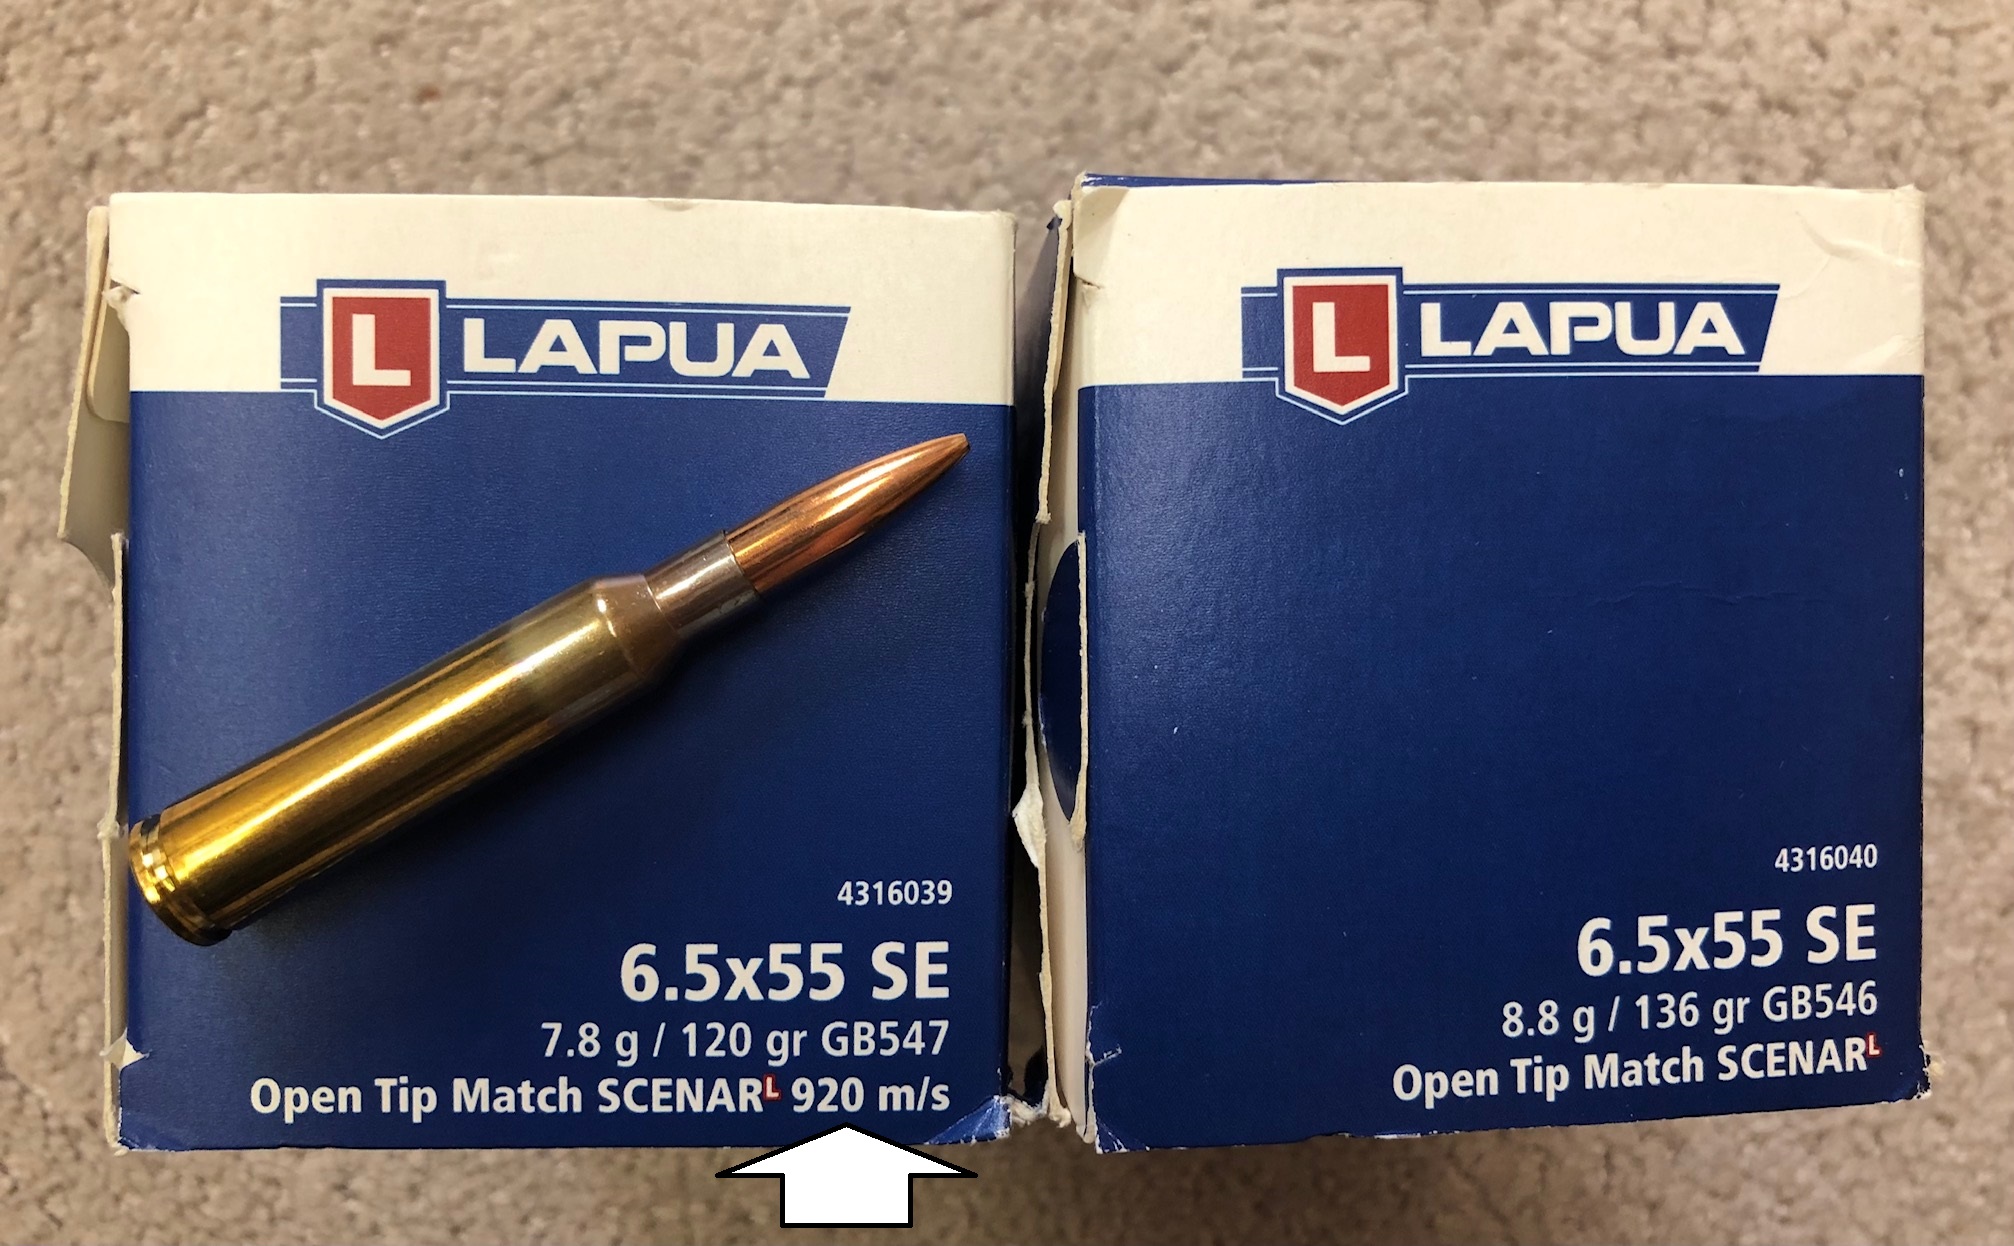 L LAPUA
4316039
6.5x55 SE
7.8 g / 120 gr GB547
Open Tip Match SCENAR L 920 m/s
L LAPUA
4316040
6.5x55 SE
8.8 g / 136 gr GB546
Open Tip Match SCENAR L